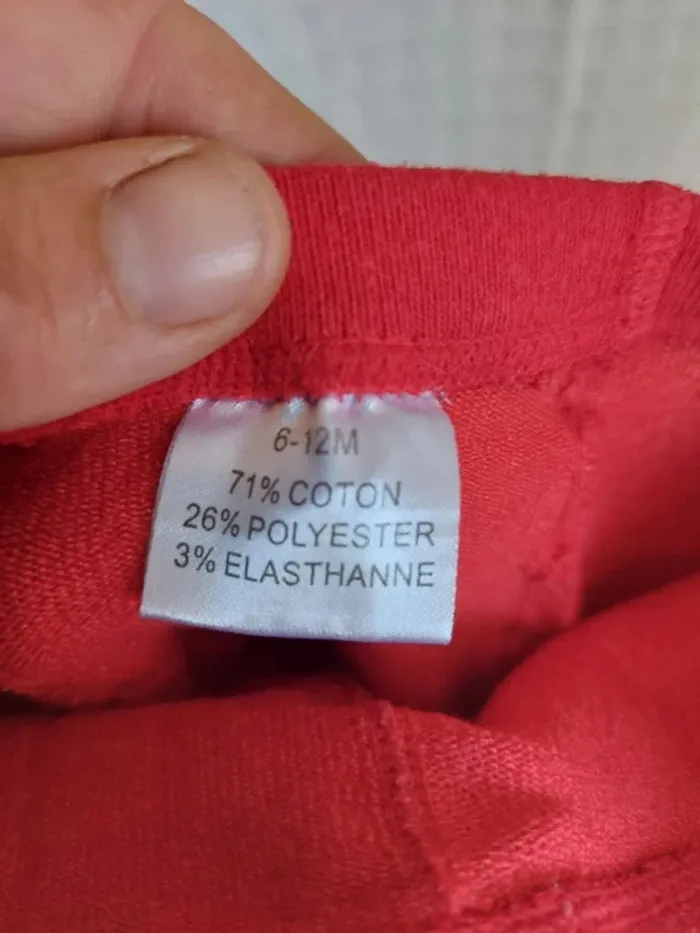 6-12M
71% COTON
26% POLYESTER
3% ELASTHANNE